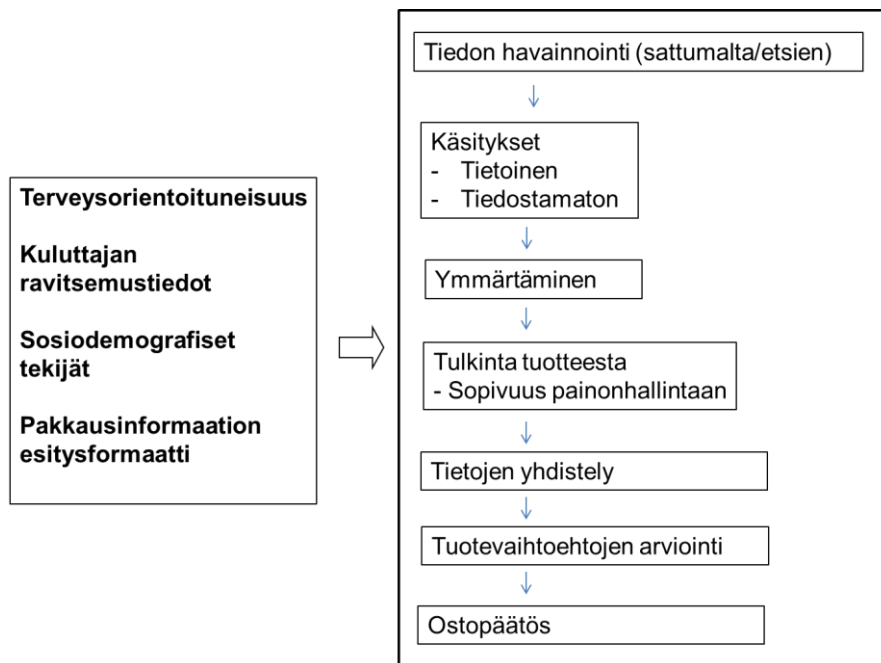 Terveysorientoituneisuus
Kuluttajan
ravitsemustiedot
Sosiodemografiset
tekijät
Pakkausinformaation
esitysformaatti
Tiedon havainnointi (sattumalta/etsien)
Käsitykset
- Tietoinen
- Tiedostamaton
Ymmärtäminen
Tulkinta tuotteesta
- Sopivuus painonhallintaan
Tietojen yhdistely
Tuotevaihtoehtojen arviointi
Ostopäätös